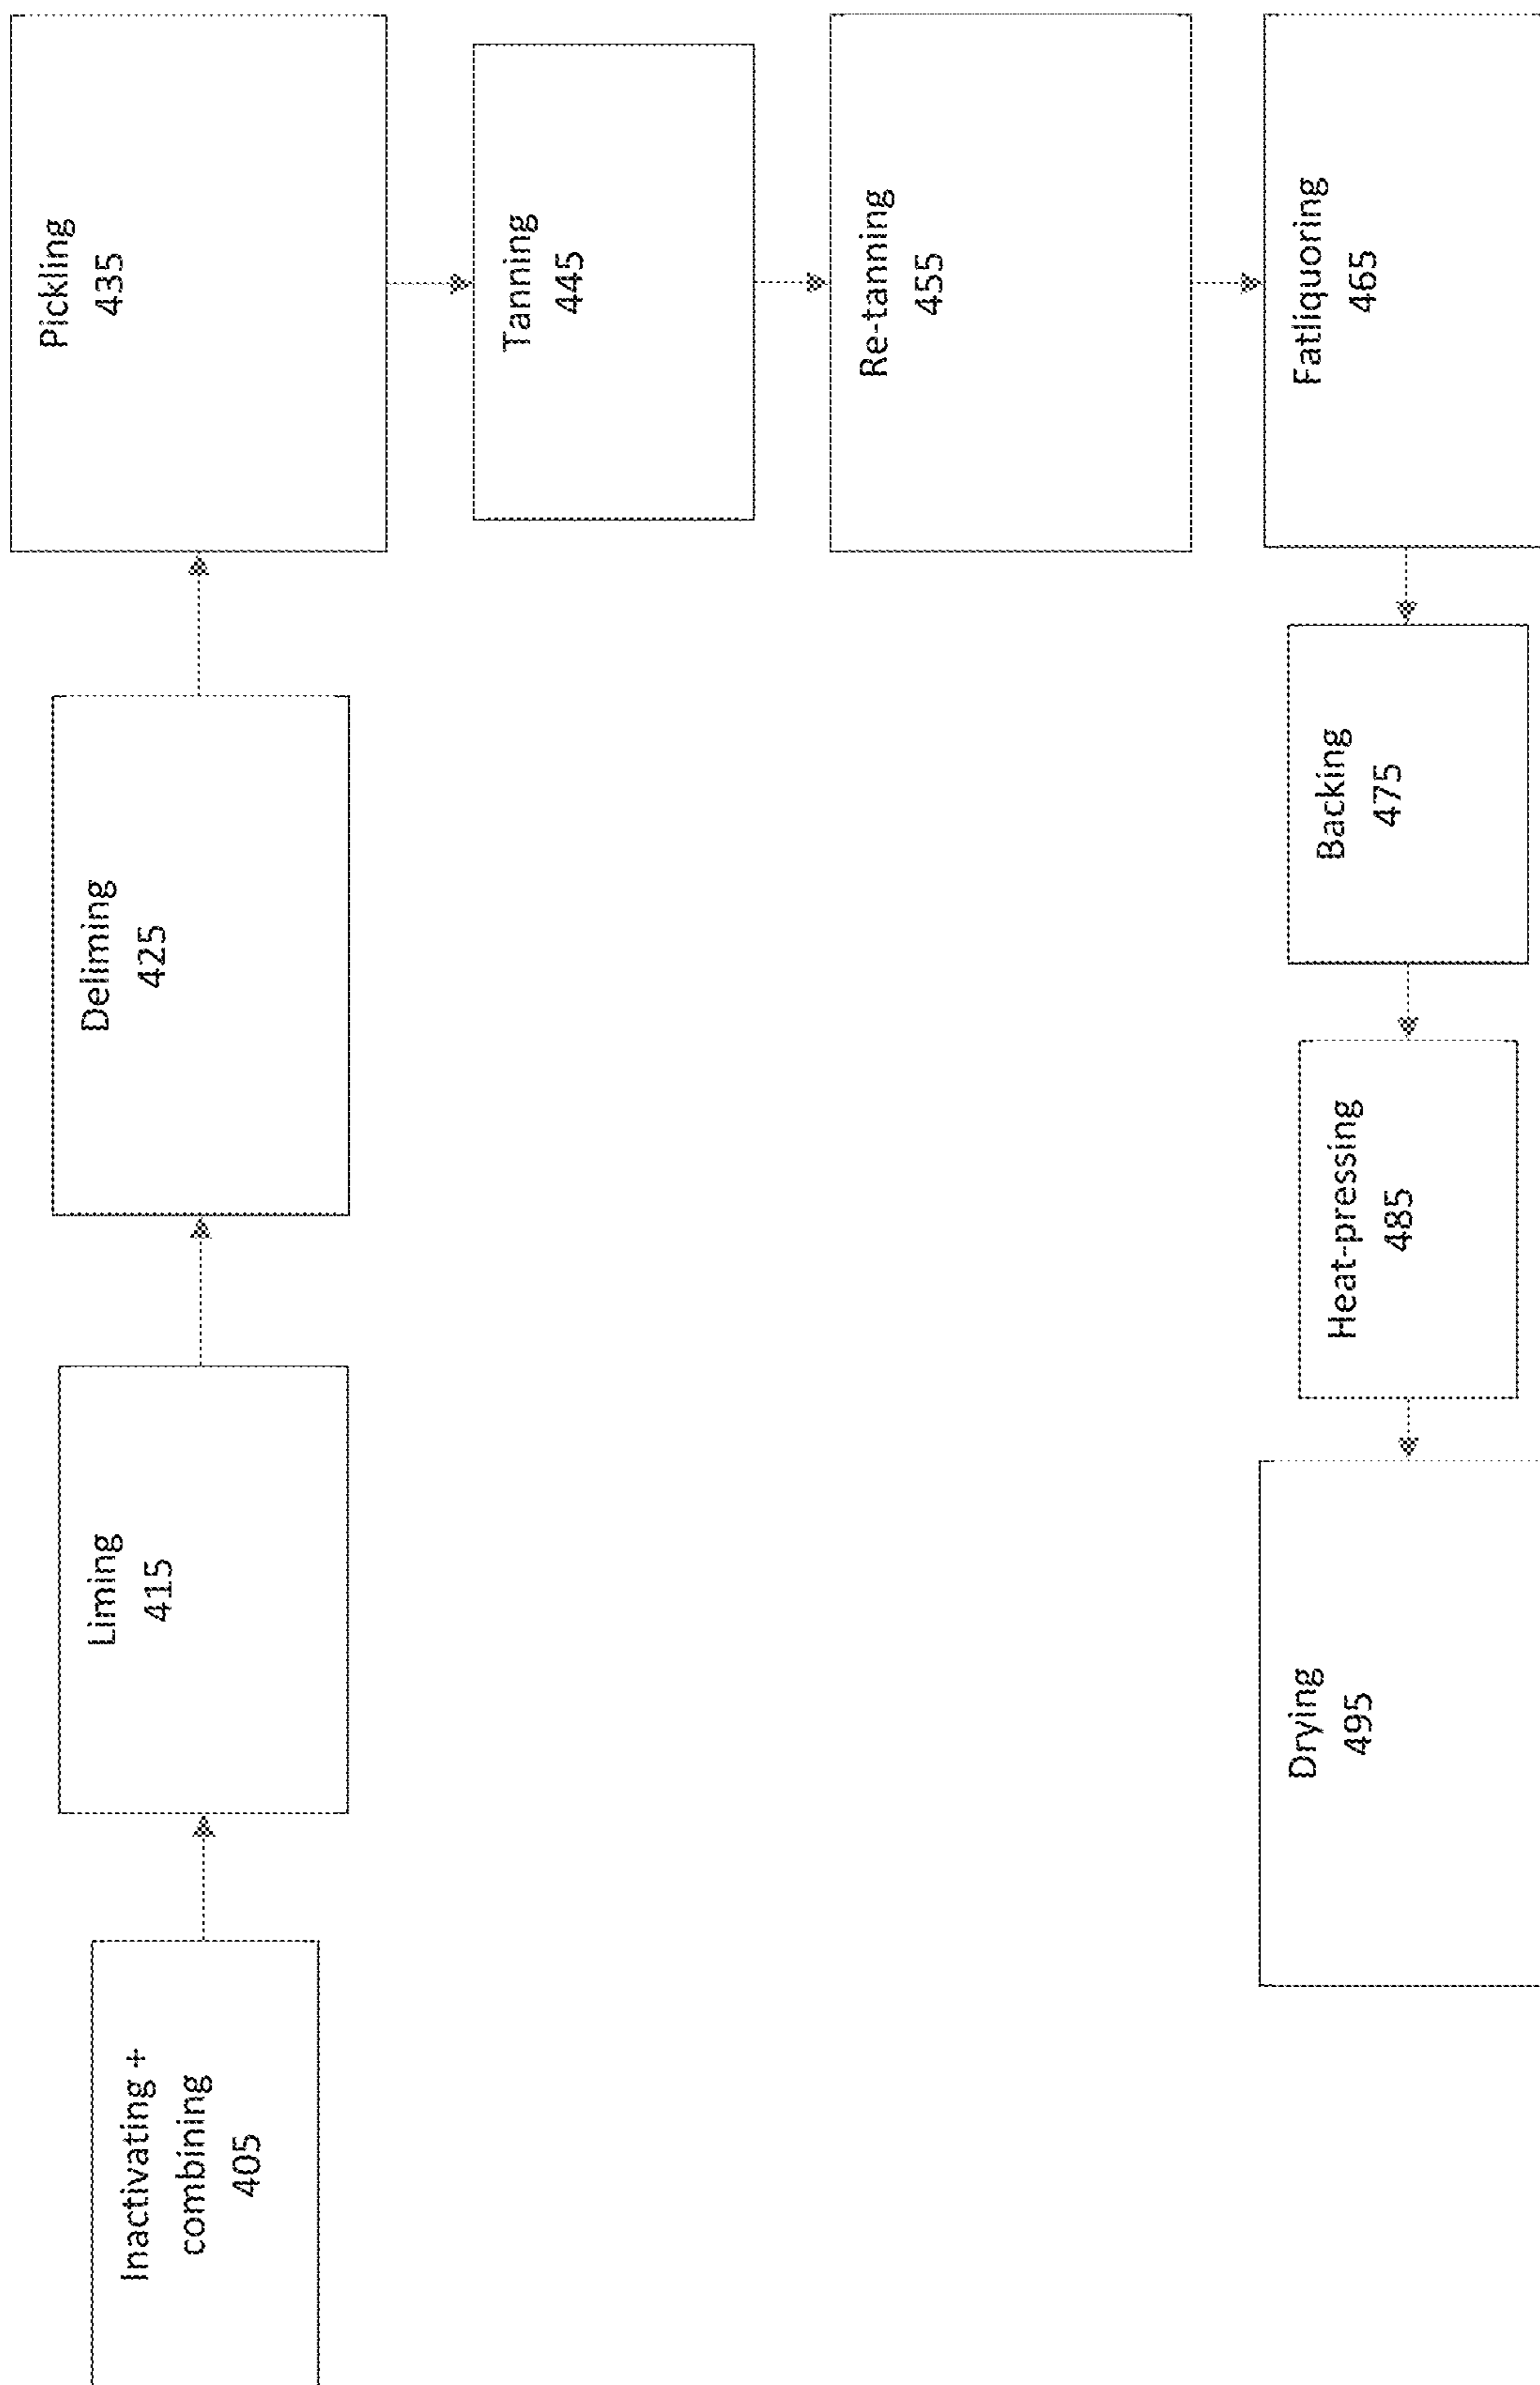 Inactivating +
combining
405
Liming
415
Deliming
425
Pickling
435
Tanning
445
Re-tanning
455
Fatliquoring
465
Backing
475
Heat-pressing
485
Drying
495